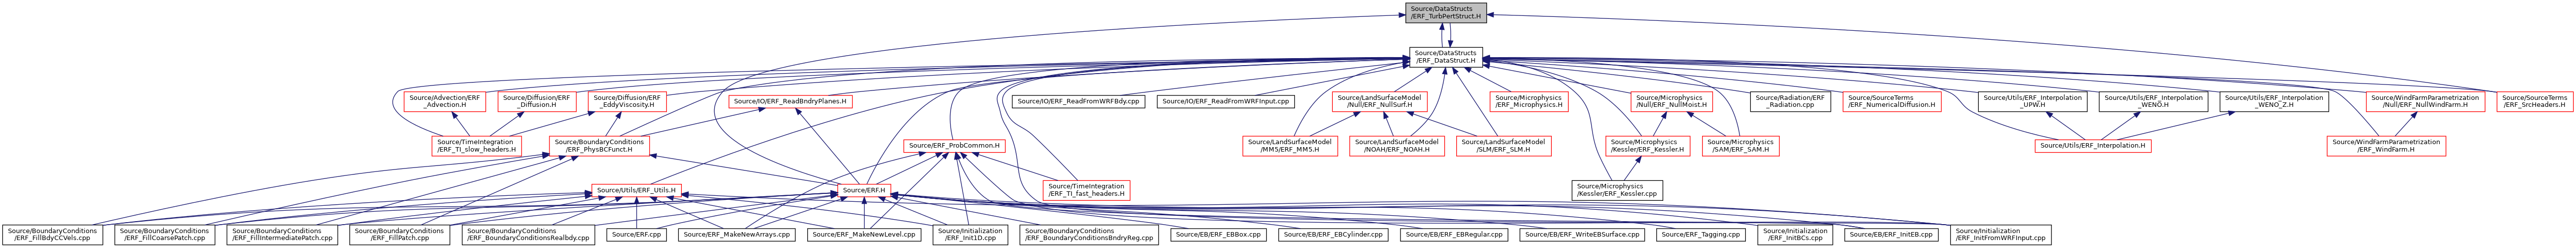 Source/DataStructs
/ERF_TurbPertStruct.H
Source/DataStructs
/ERF_DataStruct.H
Source/Advection/ERF
_Advection.H
Source/Diffusion/ERF
_Diffusion.H
Source/Diffusion/ERF
_EddyViscosity.H
Source/IO/ERF_ReadBndryPlanes.H
Source/IO/ERF_ReadFromWRFBdy.cpp
Source/IO/ERF_ReadFromWRFInput.cpp
Source/LandSurfaceModel
/Null/ERF_NullSurf.H
Source/Microphysics
/ERF_Microphysics.H
Source/Microphysics
/Null/ERF_NullMoist.H
Source/Radiation/ERF
_Radiation.cpp
Source/SourceTerms
/ERF_NumericalDiffusion.H
Source/Utils/ERF_Interpolation
_UPW.H
Source/Utils/ERF_Interpolation
_WENO.H
Source/Utils/ERF_Interpolation
_WENO_Z.H
Source/WindFarmParametrization
/Null/ERF_NullWindFarm.H
Source/SourceTerms
/ERF_SrcHeaders.H
Source/TimeIntegration
/ERF_TI_slow_headers.H
Source/BoundaryConditions
/ERF_PhysBCFunct.H
Source/ERF_ProbCommon.H
Source/LandSurfaceModel
/MM5/ERF_MM5.H
Source/LandSurfaceModel
/NOAH/ERF_NOAH.H
Source/LandSurfaceModel
/SLM/ERF_SLM.H
Source/Microphysics
/Kessler/ERF_Kessler.H
Source/Microphysics
/SAM/ERF_SAM.H
Source/Utils/ERF_Interpolation.H
Source/WindFarmParametrization
/ERF_WindFarm.H
Source/Utils/ERF_Utils.H
Source/ERF.H
Source/TimeIntegration
/ERF_TI_fast_headers.H
Source/Microphysics
/Kessler/ERF_Kessler.cpp
Source/BoundaryConditions
/ERF_FillBdyCCVels.cpp
Source/BoundaryConditions
/ERF_FillCoarsePatch.cpp
Source/BoundaryConditions
/ERF_FillIntermediatePatch.cpp
Source/BoundaryConditions
/ERF_FillPatch.cpp
Source/BoundaryConditions
/ERF_BoundaryConditionsRealbdy.cpp
Source/ERF.cpp
Source/ERF_MakeNewArrays.cpp
Source/ERF_MakeNewLevel.cpp
Source/Initialization
/ERF_Init1D.cpp
Source/BoundaryConditions
/ERF_BoundaryConditionsBndryReg.cpp
Source/EB/ERF_EBBox.cpp
Source/EB/ERF_EBCylinder.cpp
Source/EB/ERF_EBRegular.cpp
Source/EB/ERF_WriteEBSurface.cpp
Source/ERF_Tagging.cpp
Source/Initialization
/ERF_InitBCs.cpp
Source/EB/ERF_InitEB.cpp
Source/Initialization
/ERF_InitFromWRFInput.cpp